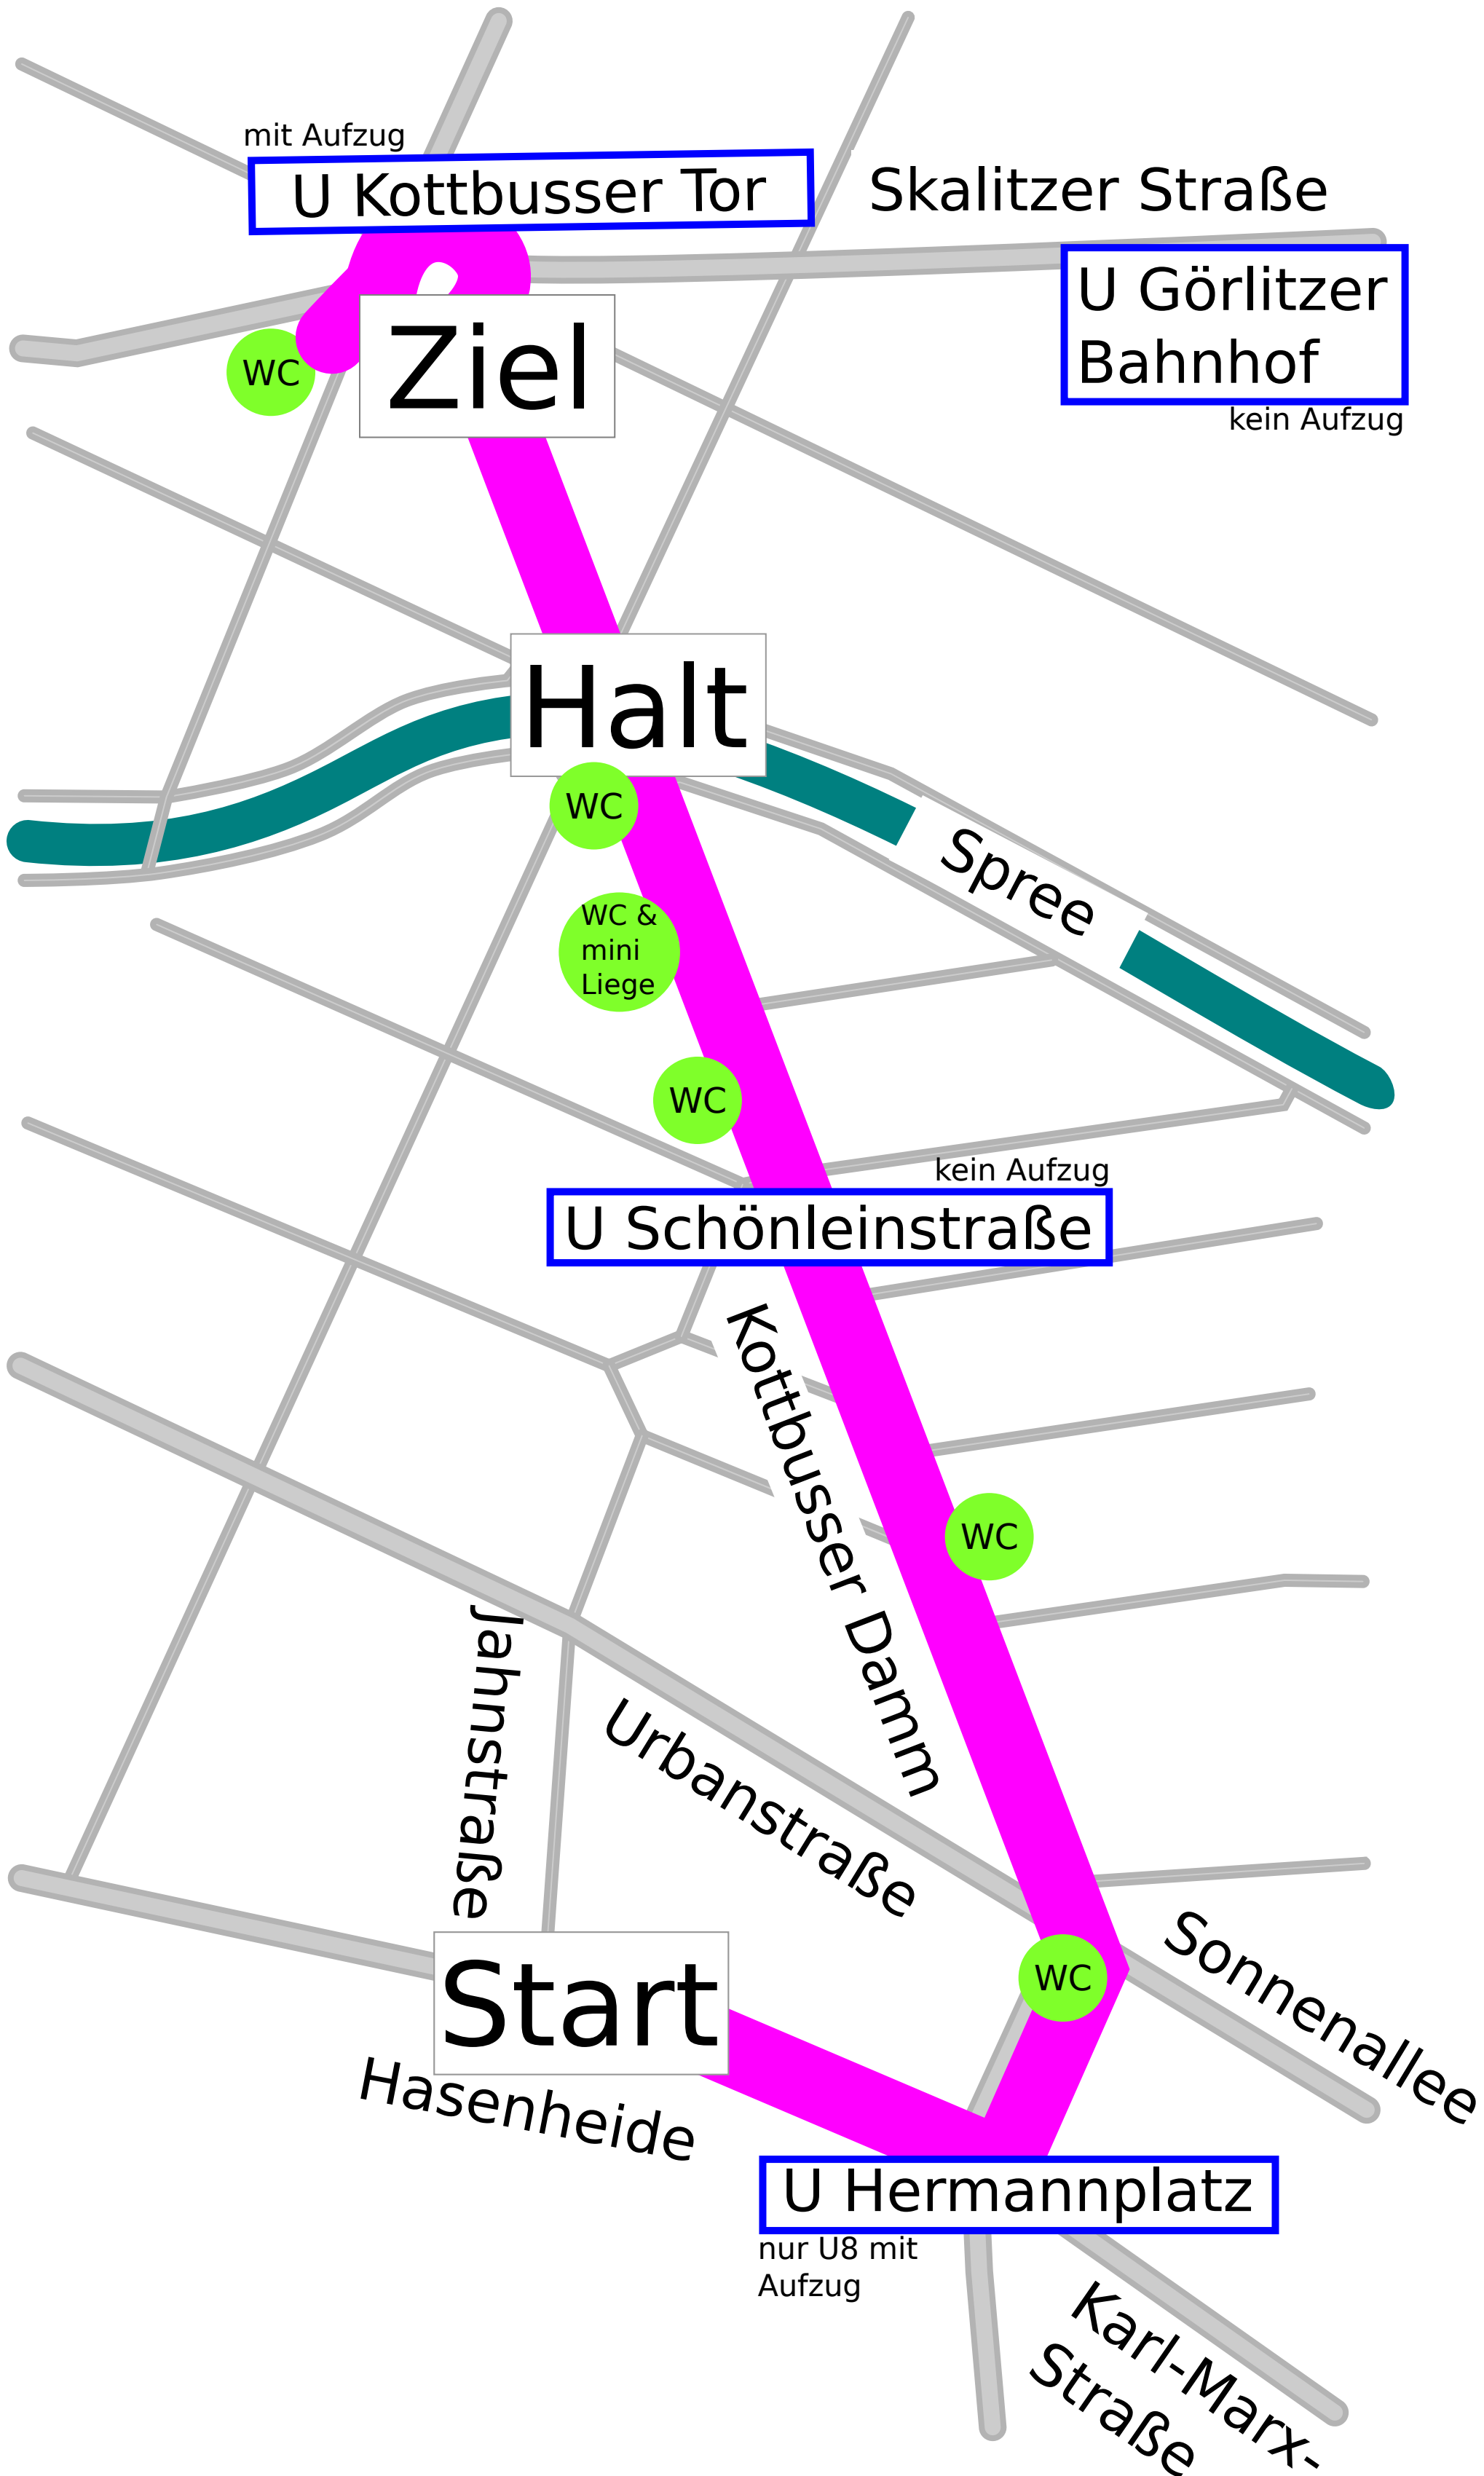 mit Aufzug
U Kottbusser Tor
Skalitzer Straße
U Görlitzer
Bahnhof
kein Aufzug
Ziel
WC
Halt
WC
Spree
WC &
mini
Liege
WC
kein Aufzug
U Schönleinstraße
Kottbusser Damm
WC
Jahnstraße
Urbanstraße
Sonnenallee
WC
Start
Hasenheide
U Hermannplatz
nur U8 mit
Aufzug
Karl-Marx-
Straße